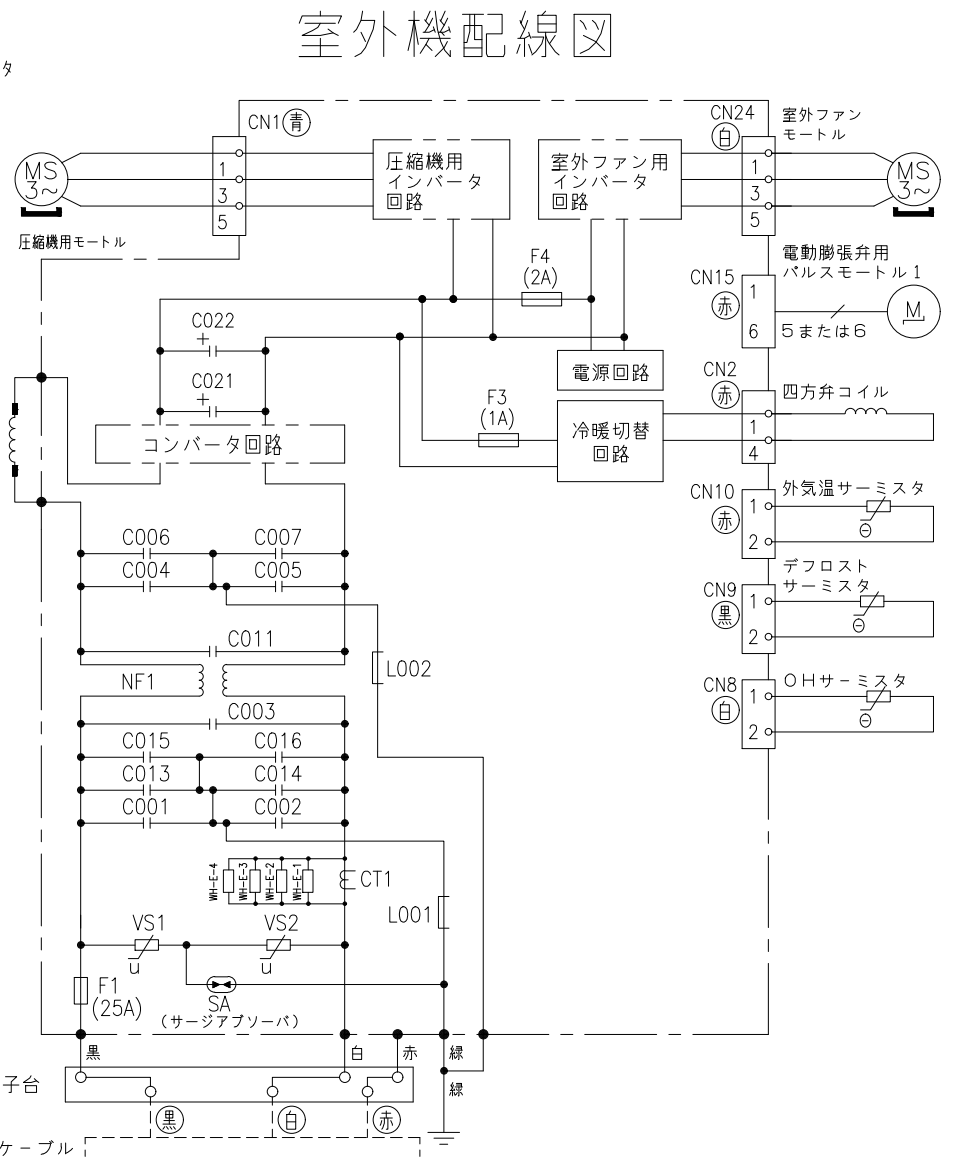 室外機配線図
タ
CN1 青
CN24
白
室外ファン
モートル
MS
3~
1
3
5
圧縮機用
インバータ
回路
室外ファン用
インバータ
回路
1
3
5
MS
3~
圧縮機用モートル
F4
(2A)
電動膨張弁用
パルスモートル1
CN15
赤
1
6
5または6
M
C022
+
電源回路
C021
+
F3
(1A)
CN2
赤
四方弁コイル
1
4
冷暖切替
回路
コンバータ回路
CN10
赤
外気温サーミスタ
1
2
C006
C007
C004
C005
デフロスト
サーミスタ
CN9
黒
1
2
C011
L002
NF1
CN8
白
OHサーミスタ
1
2
C003
C015
C016
C013
C014
C001
C002
WH-E-4
WH-E-3
WH-E-2
WH-E-1
CT1
L001
VS1
VS2
u
u
F1
(25A)
SA
(サージアブソーバ)
黒
白
赤
緑
子台
緑
黒
白
赤
ケーブル